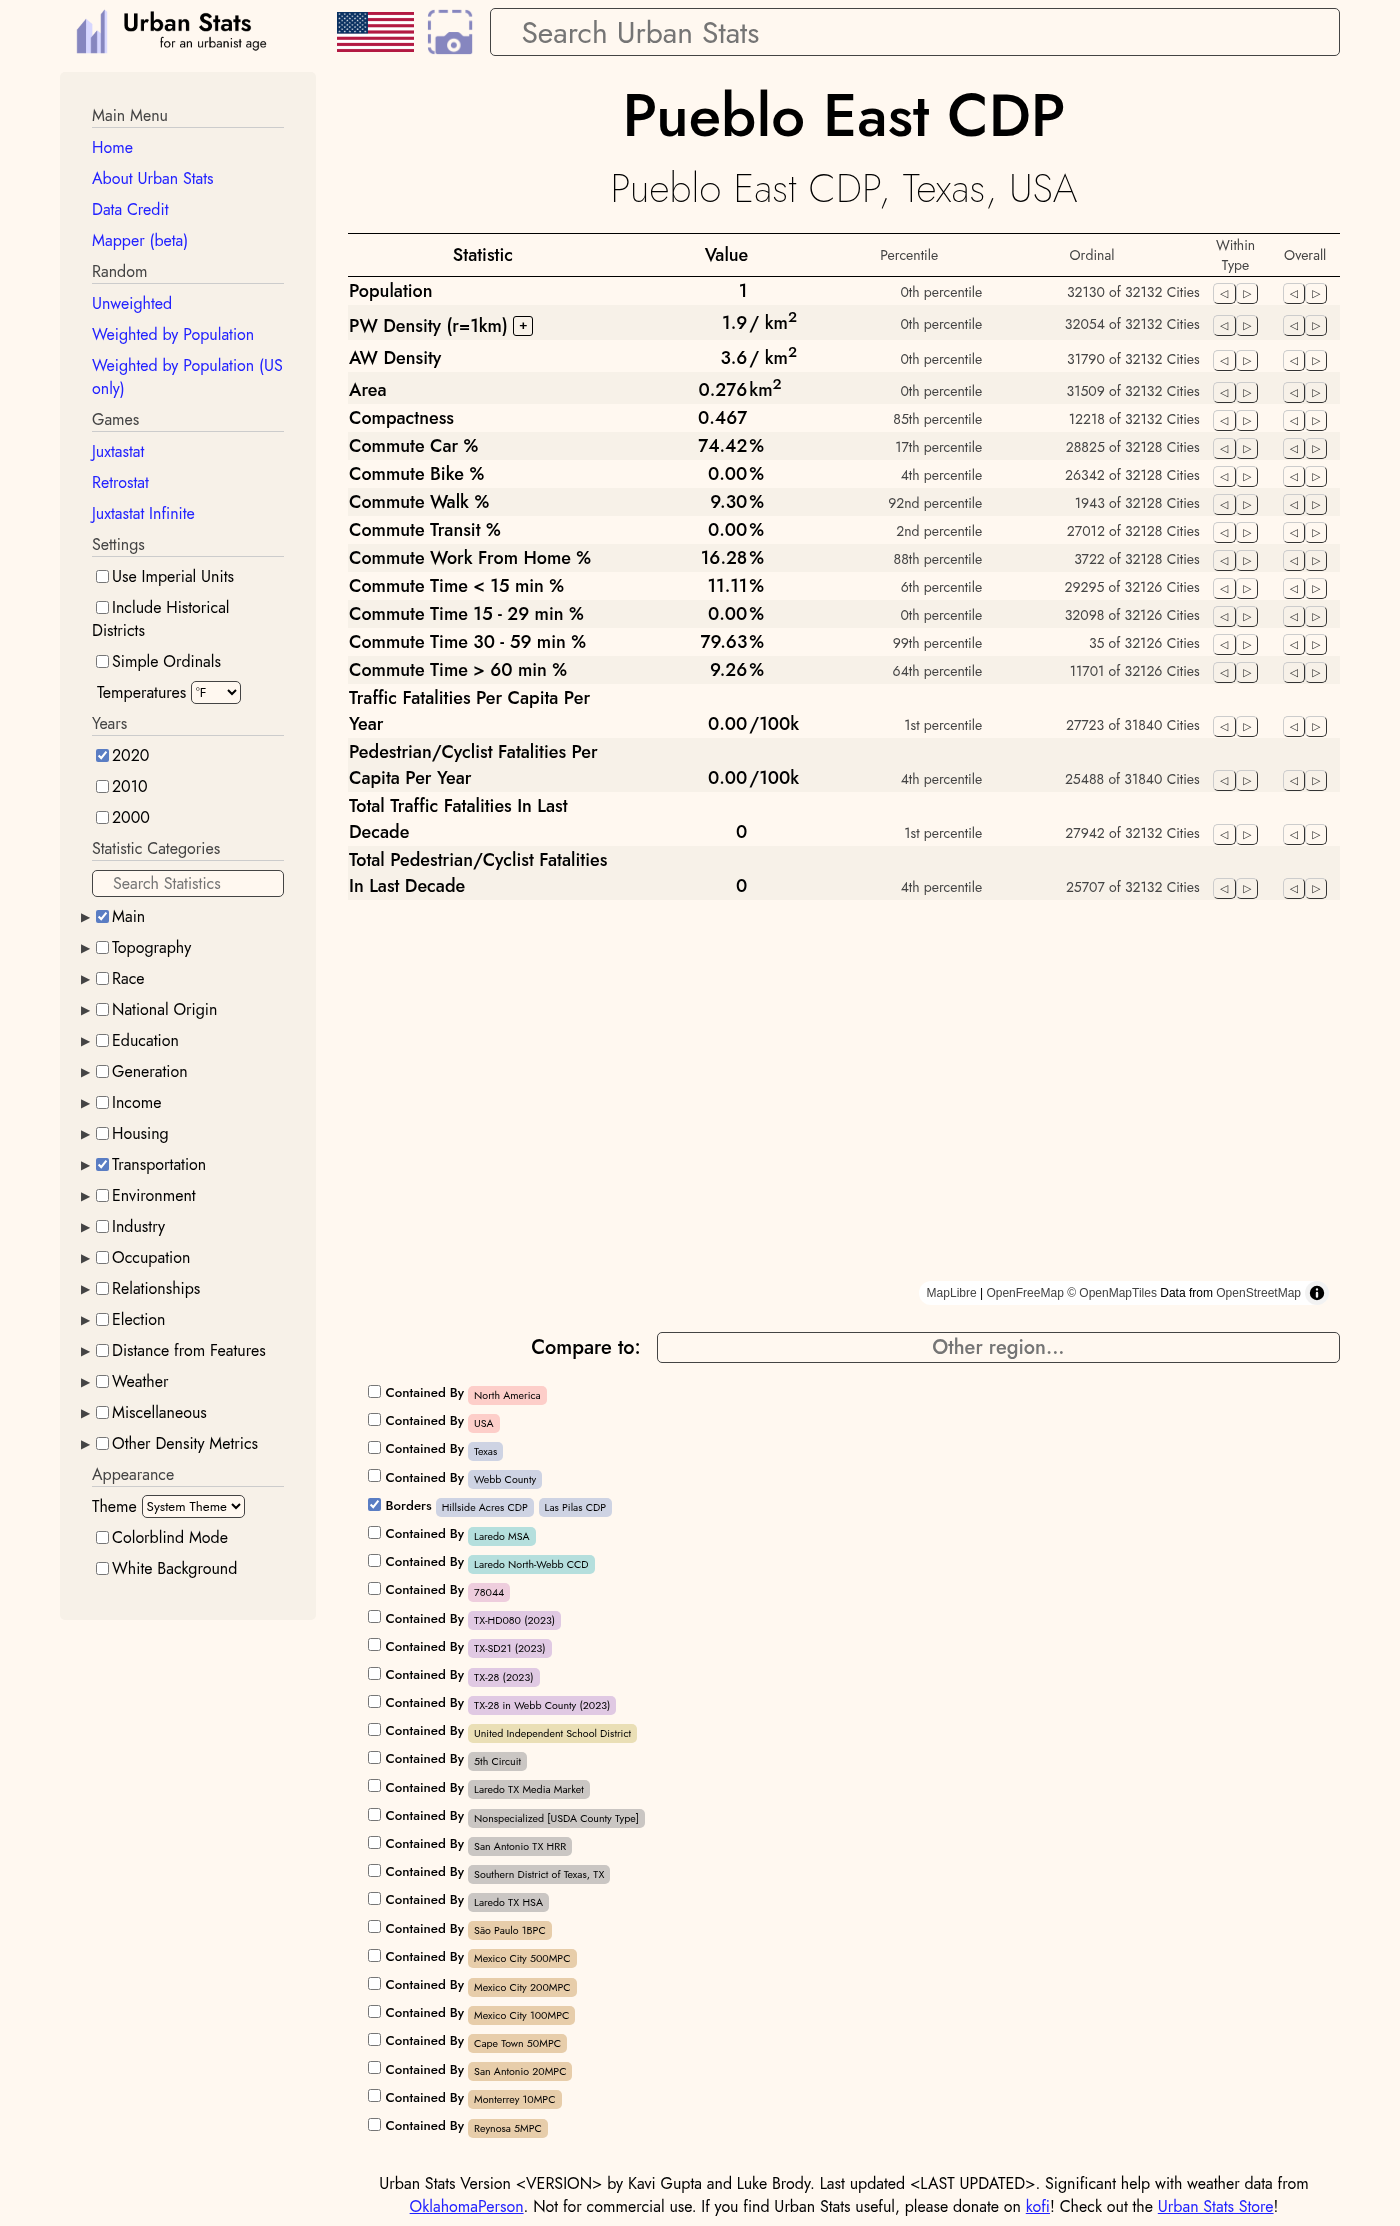 Urban Stats
for an urbanist age
Search Urban Stats
Main Menu
Home
About Urban Stats
Data Credit
Mapper (beta)
Random
Unweighted
Weighted by Population
Weighted by Population (US
only)
Games
Juxtastat
Retrostat
Juxtastat Infinite
Settings
Use Imperial Units
Include Historical
Districts
Simple Ordinals
Temperatures °F
Years
2020
2010
2000
Statistic Categories
Search Statistics
Main
Topography
Race
National Origin
Education
Generation
Income
Housing
Transportation
Environment
Industry
Occupation
Relationships
Election
Distance from Features
Weather
Miscellaneous
Other Density Metrics
Appearance
Theme System Theme
Colorblind Mode
White Background
Pueblo East CDP
Pueblo East CDP, Texas, USA
Statistic Value Percentile Ordinal Within Type Overall
Population 1 0th percentile 32130 of 32132 Cities
PW Density (r=1km) + 1.9 / km2 0th percentile 32054 of 32132 Cities
AW Density 3.6 / km2 0th percentile 31790 of 32132 Cities
Area 0.276 km2 0th percentile 31509 of 32132 Cities
Compactness 0.467 85th percentile 12218 of 32132 Cities
Commute Car % 74.42% 17th percentile 28825 of 32128 Cities
Commute Bike % 0.00% 4th percentile 26342 of 32128 Cities
Commute Walk % 9.30% 92nd percentile 1943 of 32128 Cities
Commute Transit % 0.00% 2nd percentile 27012 of 32128 Cities
Commute Work From Home % 16.28% 88th percentile 3722 of 32128 Cities
Commute Time < 15 min % 11.11% 6th percentile 29295 of 32126 Cities
Commute Time 15 - 29 min % 0.00% 0th percentile 32098 of 32126 Cities
Commute Time 30 - 59 min % 79.63% 99th percentile 35 of 32126 Cities
Commute Time > 60 min % 9.26% 64th percentile 11701 of 32126 Cities
Traffic Fatalities Per Capita Per
Year 0.00 /100k 1st percentile 27723 of 31840 Cities
Pedestrian/Cyclist Fatalities Per
Capita Per Year 0.00 /100k 4th percentile 25488 of 31840 Cities
Total Traffic Fatalities In Last
Decade 0 1st percentile 27942 of 32132 Cities
Total Pedestrian/Cyclist Fatalities
In Last Decade 0 4th percentile 25707 of 32132 Cities
MapLibre | OpenFreeMap © OpenMapTiles Data from OpenStreetMap
Compare to: Other region...
Contained By North America
Contained By USA
Contained By Texas
Contained By Webb County
Borders Hillside Acres CDP Las Pilas CDP
Contained By Laredo MSA
Contained By Laredo North-Webb CCD
Contained By 78044
Contained By TX-HD080 (2023)
Contained By TX-SD21 (2023)
Contained By TX-28 (2023)
Contained By TX-28 in Webb County (2023)
Contained By United Independent School District
Contained By 5th Circuit
Contained By Laredo TX Media Market
Contained By Nonspecialized [USDA County Type]
Contained By San Antonio TX HRR
Contained By Southern District of Texas, TX
Contained By Laredo TX HSA
Contained By São Paulo 1BPC
Contained By Mexico City 500MPC
Contained By Mexico City 200MPC
Contained By Mexico City 100MPC
Contained By Cape Town 50MPC
Contained By San Antonio 20MPC
Contained By Monterrey 10MPC
Contained By Reynosa 5MPC
Urban Stats Version <VERSION> by Kavi Gupta and Luke Brody. Last updated <LAST UPDATED>. Significant help with weather data from
OklahomaPerson. Not for commercial use. If you find Urban Stats useful, please donate on kofi! Check out the Urban Stats Store!